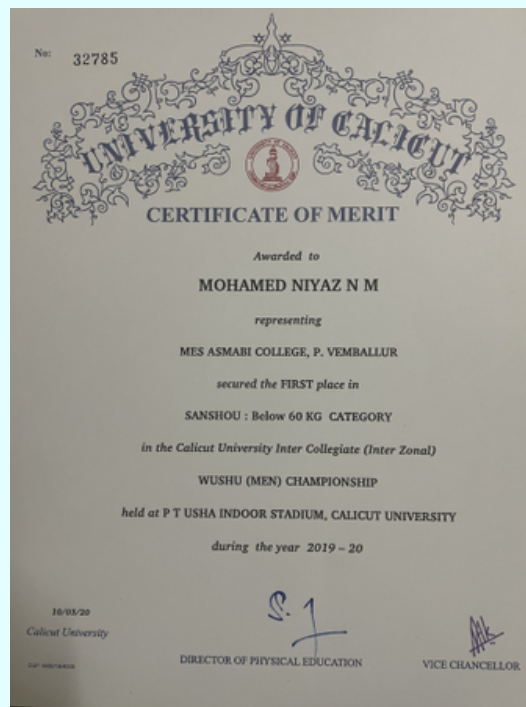 No: 32785
UNIVERSITY OF CALICUT
CERTIFICATE OF MERIT
Awarded to
MOHAMED NIYAZ N M
representing
MES ASMABI COLLEGE, P. VEMBALLUR
secured the FIRST place in
SANSHOU : Below 60 KG CATEGORY
in the Calicut University Inter Collegiate (Inter Zonal)
WUSHU (MEN) CHAMPIONSHIP
held at P T USHA INDOOR STADIUM, CALICUT UNIVERSITY
during the year 2019 – 20
10/03/20
Calicut University
DIRECTOR OF PHYSICAL EDUCATION
VICE CHANCELLOR